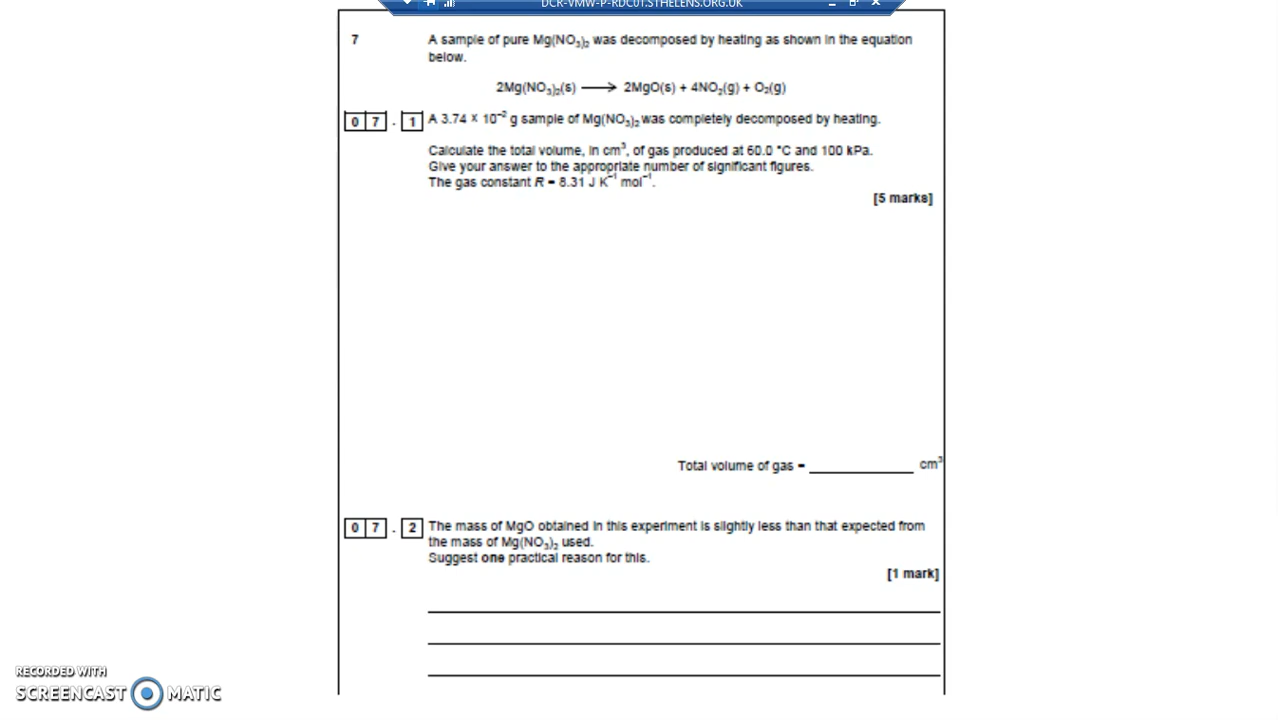 DCR-VMW-P-RDC01.STHELENS.ORG.UK
7 A sample of pure Mg(NO₃)₂ was decomposed by heating as shown in the equation
below.
2Mg(NO₃)₂(s) ⟶ 2MgO(s) + 4NO₂(g) + O₂(g)
0 7 . 1 A 3.74 × 10⁻² g sample of Mg(NO₃)₂ was completely decomposed by heating.
Calculate the total volume, in cm³, of gas produced at 60.0 °C and 100 kPa.
Give your answer to the appropriate number of significant figures.
The gas constant R = 8.31 J K⁻¹ mol⁻¹.
[5 marks]
Total volume of gas = ____________ cm³
0 7 . 2 The mass of MgO obtained in this experiment is slightly less than that expected from
the mass of Mg(NO₃)₂ used.
Suggest one practical reason for this.
[1 mark]
RECORDED WITH
SCREENCAST MATIC